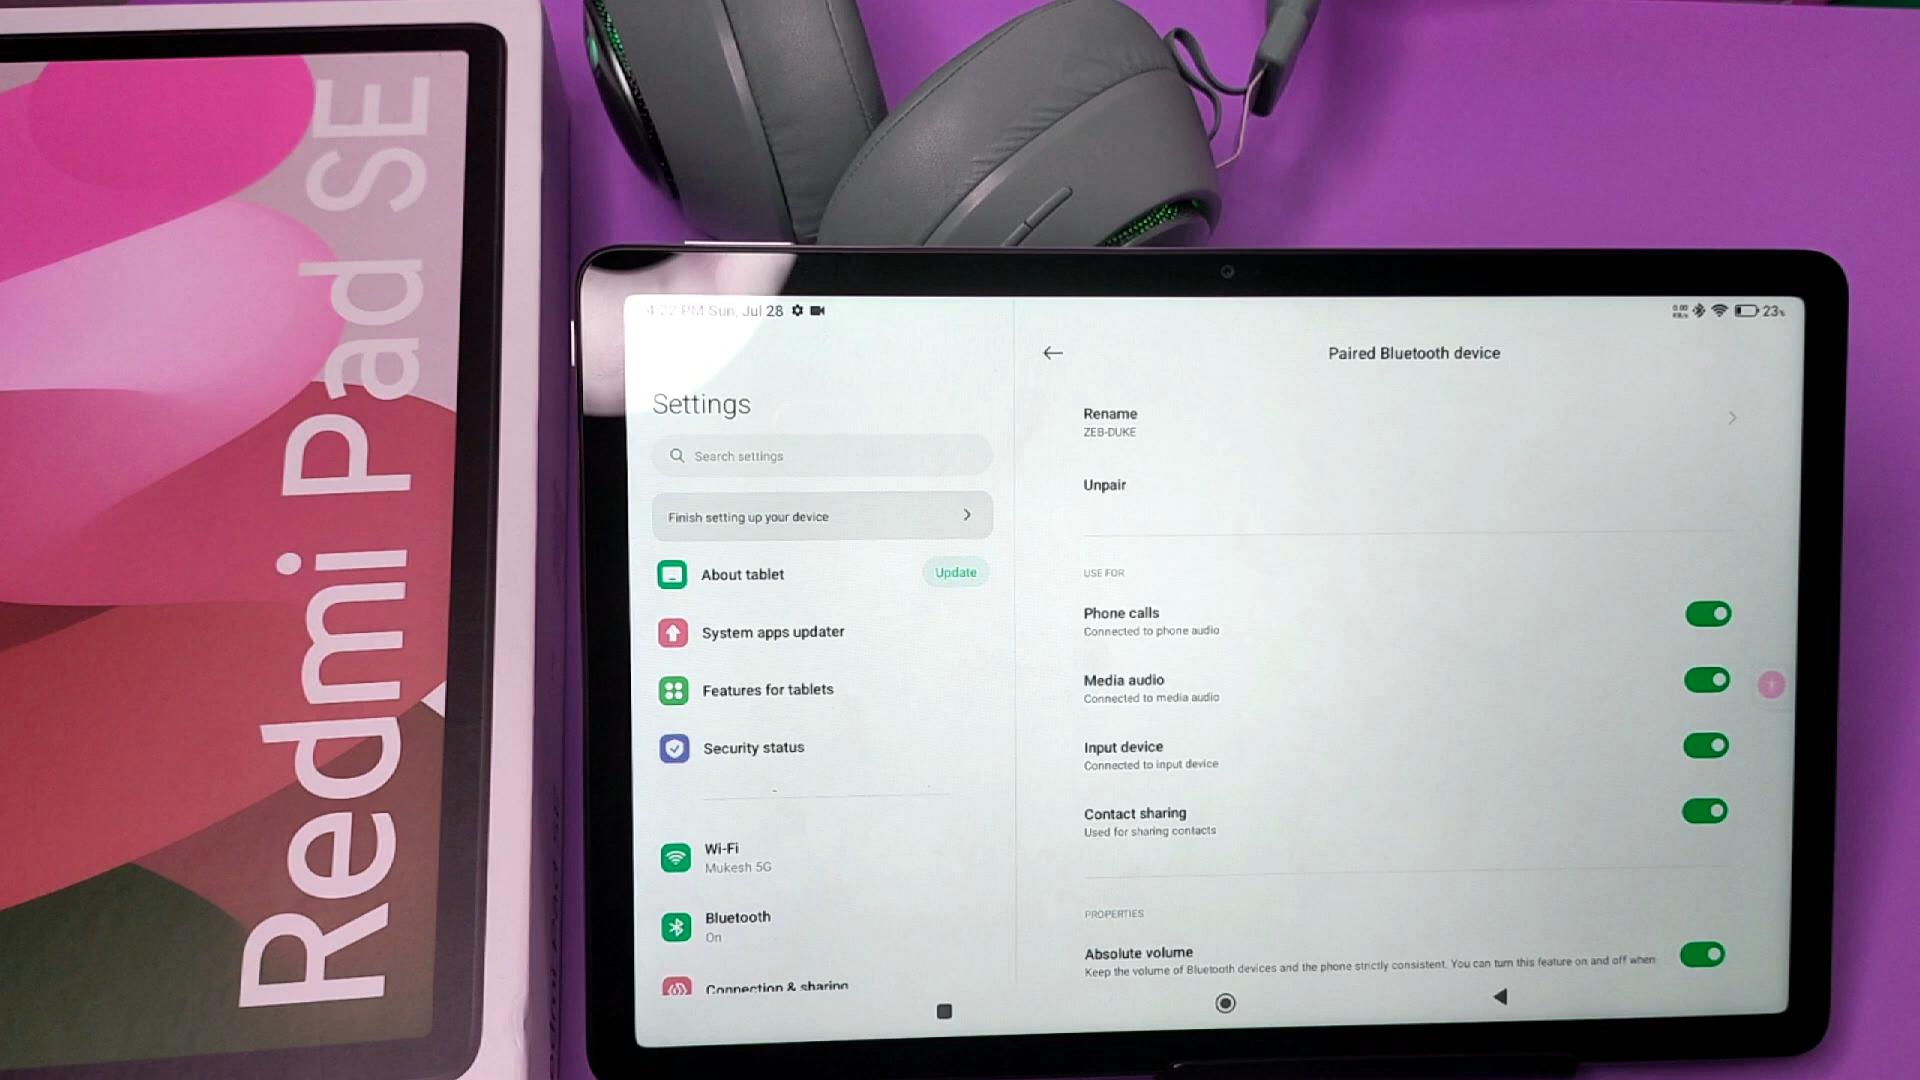 Redmi Pad SE
4:22 PM Sun, Jul 28
23%
Settings
Search settings
Finish setting up your device
About tablet
Update
System apps updater
Features for tablets
Security status
Wi-Fi
Mukesh 5G
Bluetooth
On
Connection & sharing
Paired Bluetooth device
Rename
ZEB-DUKE
Unpair
USE FOR
Phone calls
Connected to phone audio
Media audio
Connected to media audio
Input device
Connected to input device
Contact sharing
Used for sharing contacts
PROPERTIES
Absolute volume
Keep the volume of Bluetooth devices and the phone strictly consistent. You can turn this feature on and off when